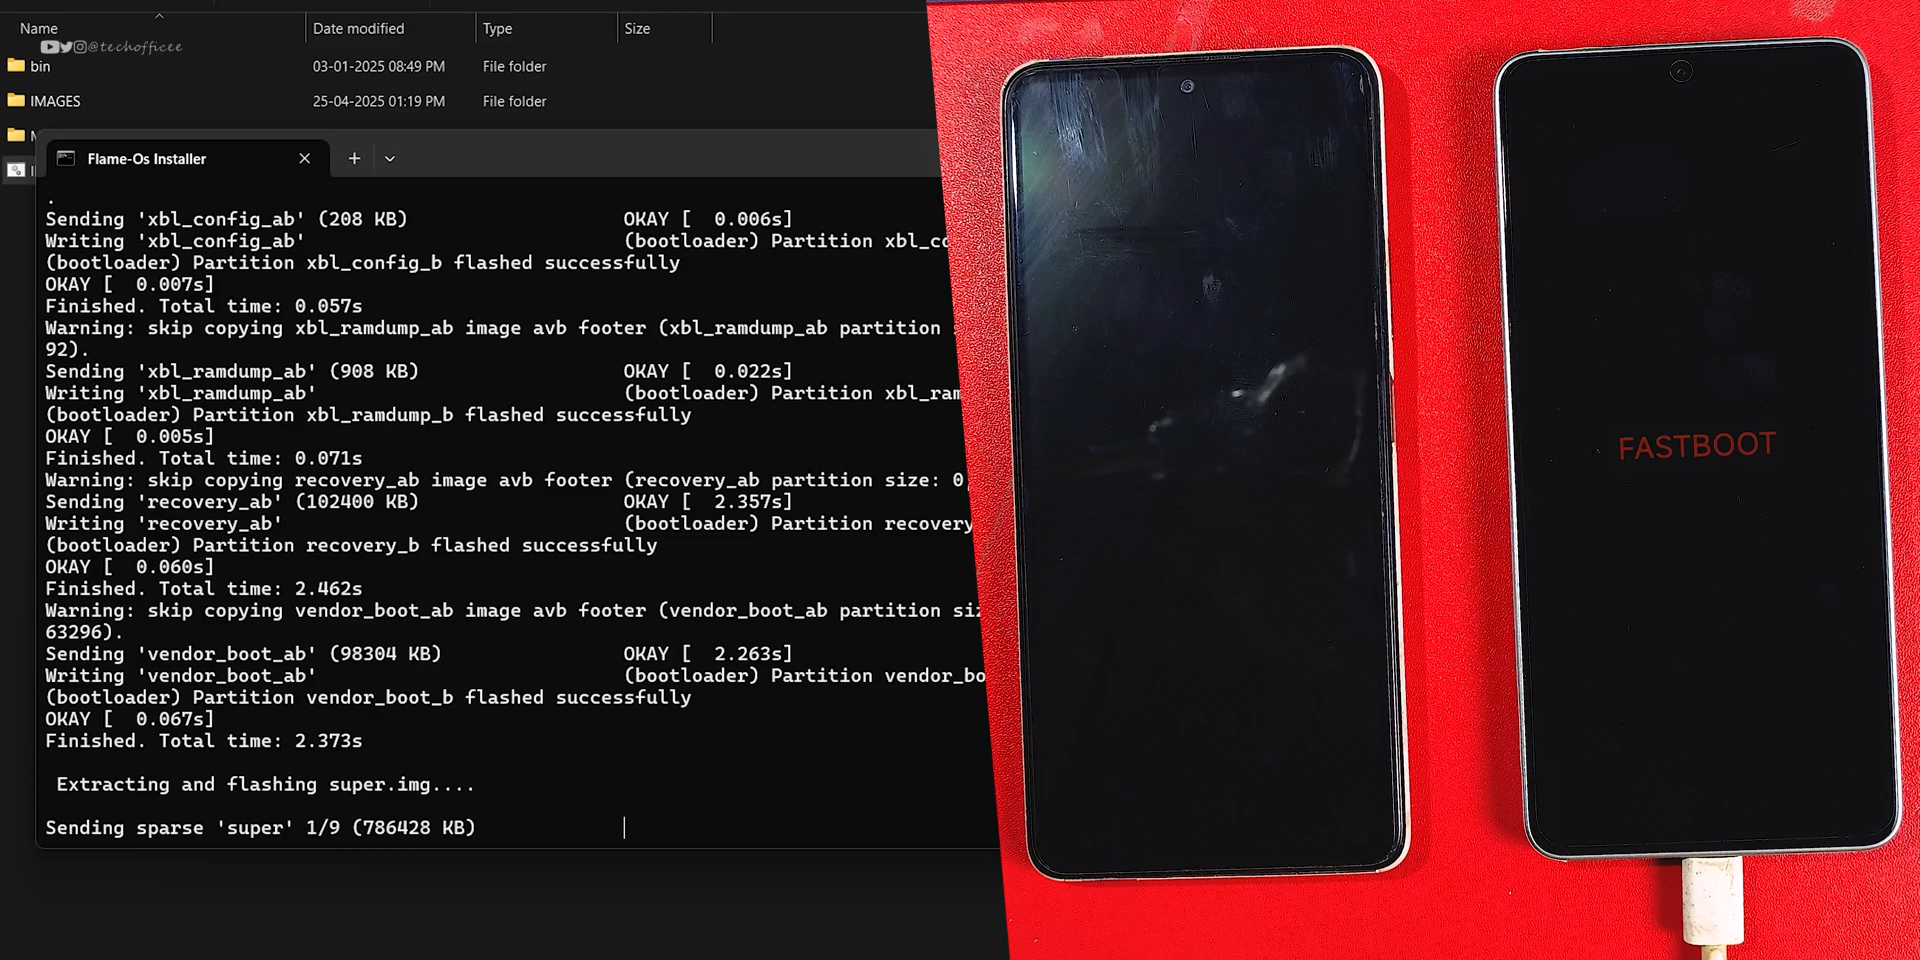 Name Date modified Type Size
@techofficee
bin 03-01-2025 08:49 PM File folder
IMAGES 25-04-2025 01:19 PM File folder
Flame-Os Installer
.
Sending 'xbl_config_ab' (208 KB) OKAY [ 0.006s]
Writing 'xbl_config_ab' (bootloader) Partition xbl_co
(bootloader) Partition xbl_config_b flashed successfully
OKAY [ 0.007s]
Finished. Total time: 0.057s
Warning: skip copying xbl_ramdump_ab image avb footer (xbl_ramdump_ab partition
92).
Sending 'xbl_ramdump_ab' (908 KB) OKAY [ 0.022s]
Writing 'xbl_ramdump_ab' (bootloader) Partition xbl_ram
(bootloader) Partition xbl_ramdump_b flashed successfully
OKAY [ 0.005s]
Finished. Total time: 0.071s
Warning: skip copying recovery_ab image avb footer (recovery_ab partition size: 0,
Sending 'recovery_ab' (102400 KB) OKAY [ 2.357s]
Writing 'recovery_ab' (bootloader) Partition recovery
(bootloader) Partition recovery_b flashed successfully
OKAY [ 0.060s]
Finished. Total time: 2.462s
Warning: skip copying vendor_boot_ab image avb footer (vendor_boot_ab partition siz
63296).
Sending 'vendor_boot_ab' (98304 KB) OKAY [ 2.263s]
Writing 'vendor_boot_ab' (bootloader) Partition vendor_bo
(bootloader) Partition vendor_boot_b flashed successfully
OKAY [ 0.067s]
Finished. Total time: 2.373s
Extracting and flashing super.img....
Sending sparse 'super' 1/9 (786428 KB)
FASTBOOT